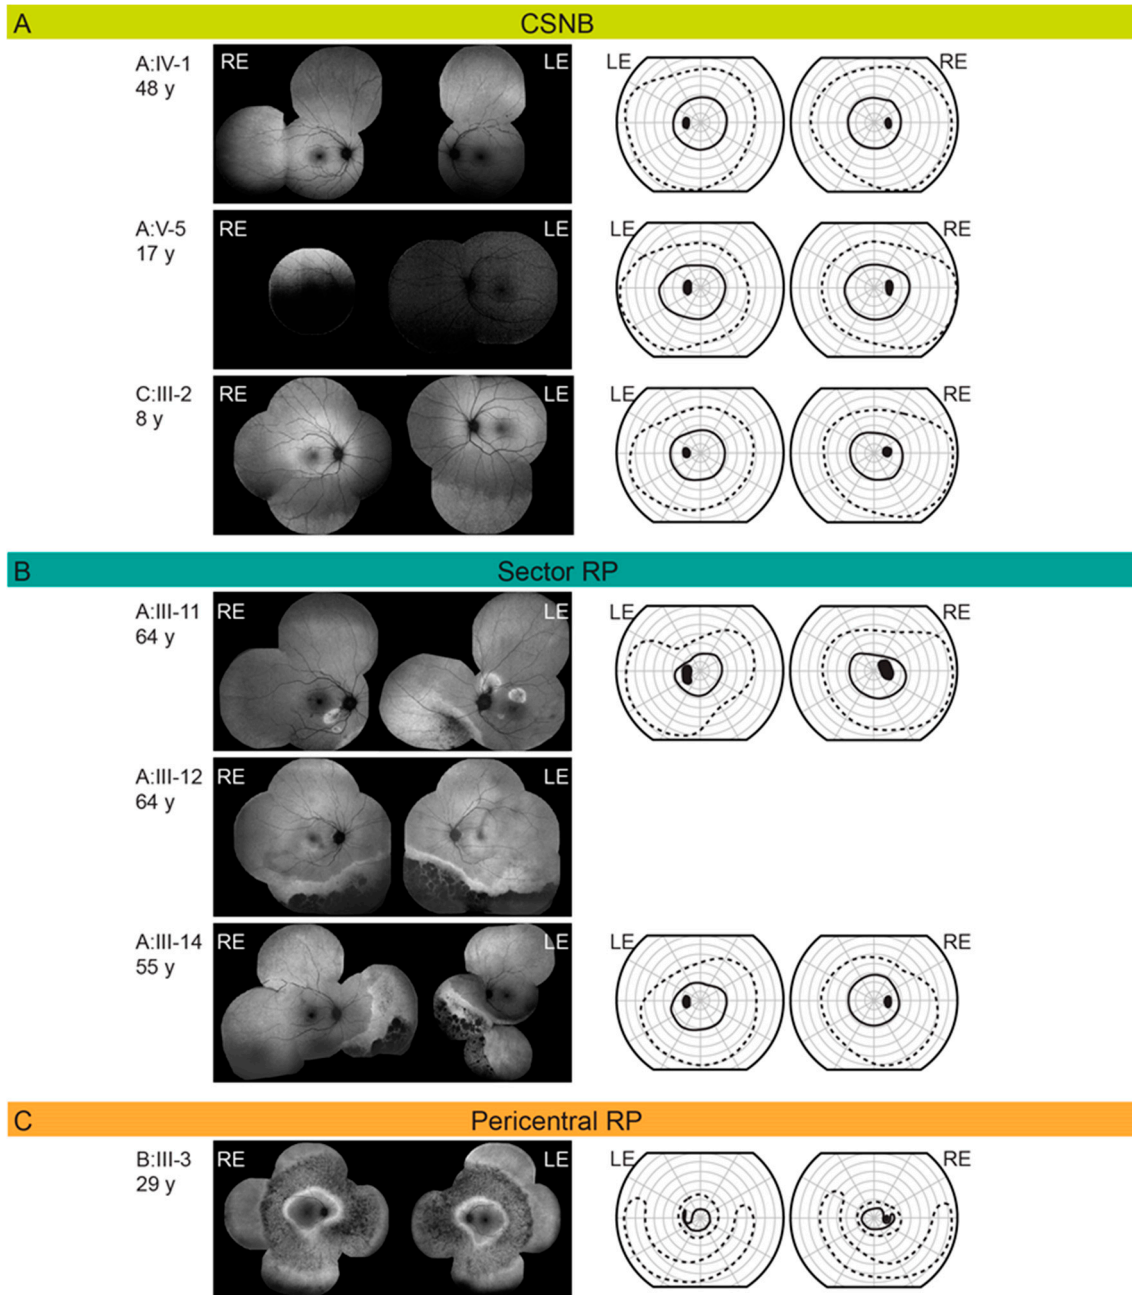 A CSNB
A:IV-1
48 y
RE LE LE RE
A:V-5
17 y
RE LE LE RE
C:III-2
8 y
RE LE LE RE
B Sector RP
A:III-11
64 y
RE LE LE RE
A:III-12
64 y
RE LE
A:III-14
55 y
RE LE LE RE
C Pericentral RP
B:III-3
29 y
RE LE LE RE